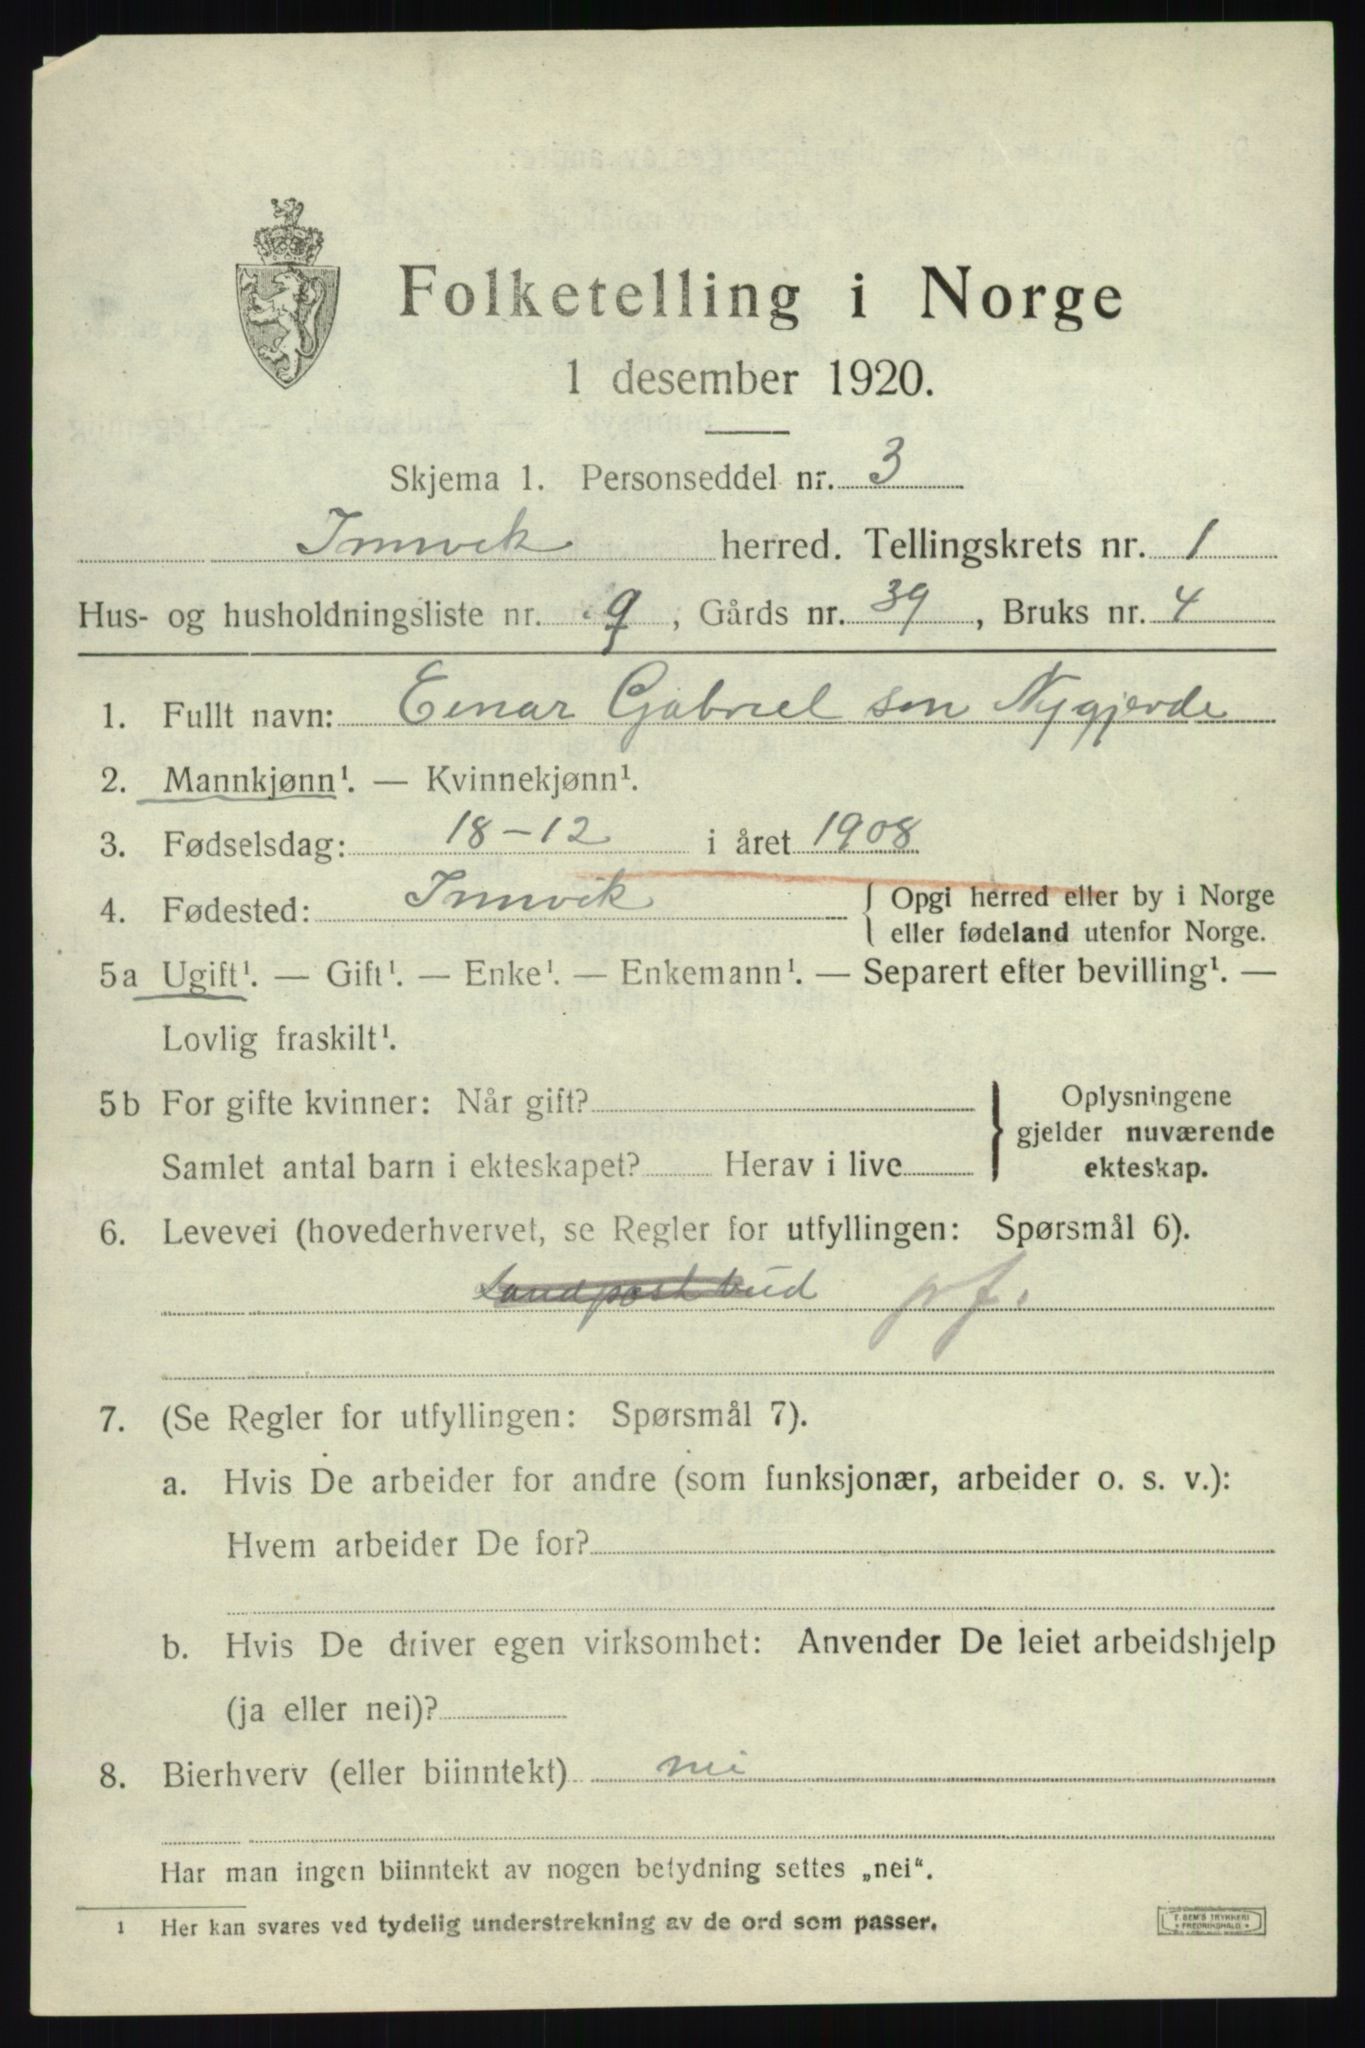 Folketelling i Norge
1 desember 1920.
Skjema 1. Personseddel nr. 3
Innvik herred. Tellingskrets nr. 1
Hus- og husholdningsliste nr. 9, Gårds nr. 39, Bruks nr. 4
1. Fullt navn: Einar Gabriel son Nygjerde
2. Mannkjønn¹. — Kvinnekjønn¹.
3. Fødselsdag: 18-12 i året 1908
4. Fødested: Innvik { Opgi herred eller by i Norge
eller fødeland utenfor Norge.
5a Ugift¹. — Gift¹. — Enke¹. — Enkemann¹. — Separert efter bevilling¹. —
Lovlig fraskilt¹.
5b For gifte kvinner: Når gift?
Samlet antal barn i ekteskapet? Herav i live
} Oplysningene
gjelder nuværende
ekteskap.
6. Levevei (hovederhvervet, se Regler for utfyllingen: Spørsmål 6).
Landpostbud pf.
7. (Se Regler for utfyllingen: Spørsmål 7).
a. Hvis De arbeider for andre (som funksjonær, arbeider o. s. v.):
Hvem arbeider De for?
b. Hvis De driver egen virksomhet: Anvender De leiet arbeidshjelp
(ja eller nei)?
8. Bierhverv (eller biinntekt) nei
Har man ingen biinntekt av nogen betydning settes „nei“.
1 Her kan svares ved tydelig understrekning av de ord som passer.
T. SEM'S TRYKKERI
FREDRIKSHALD